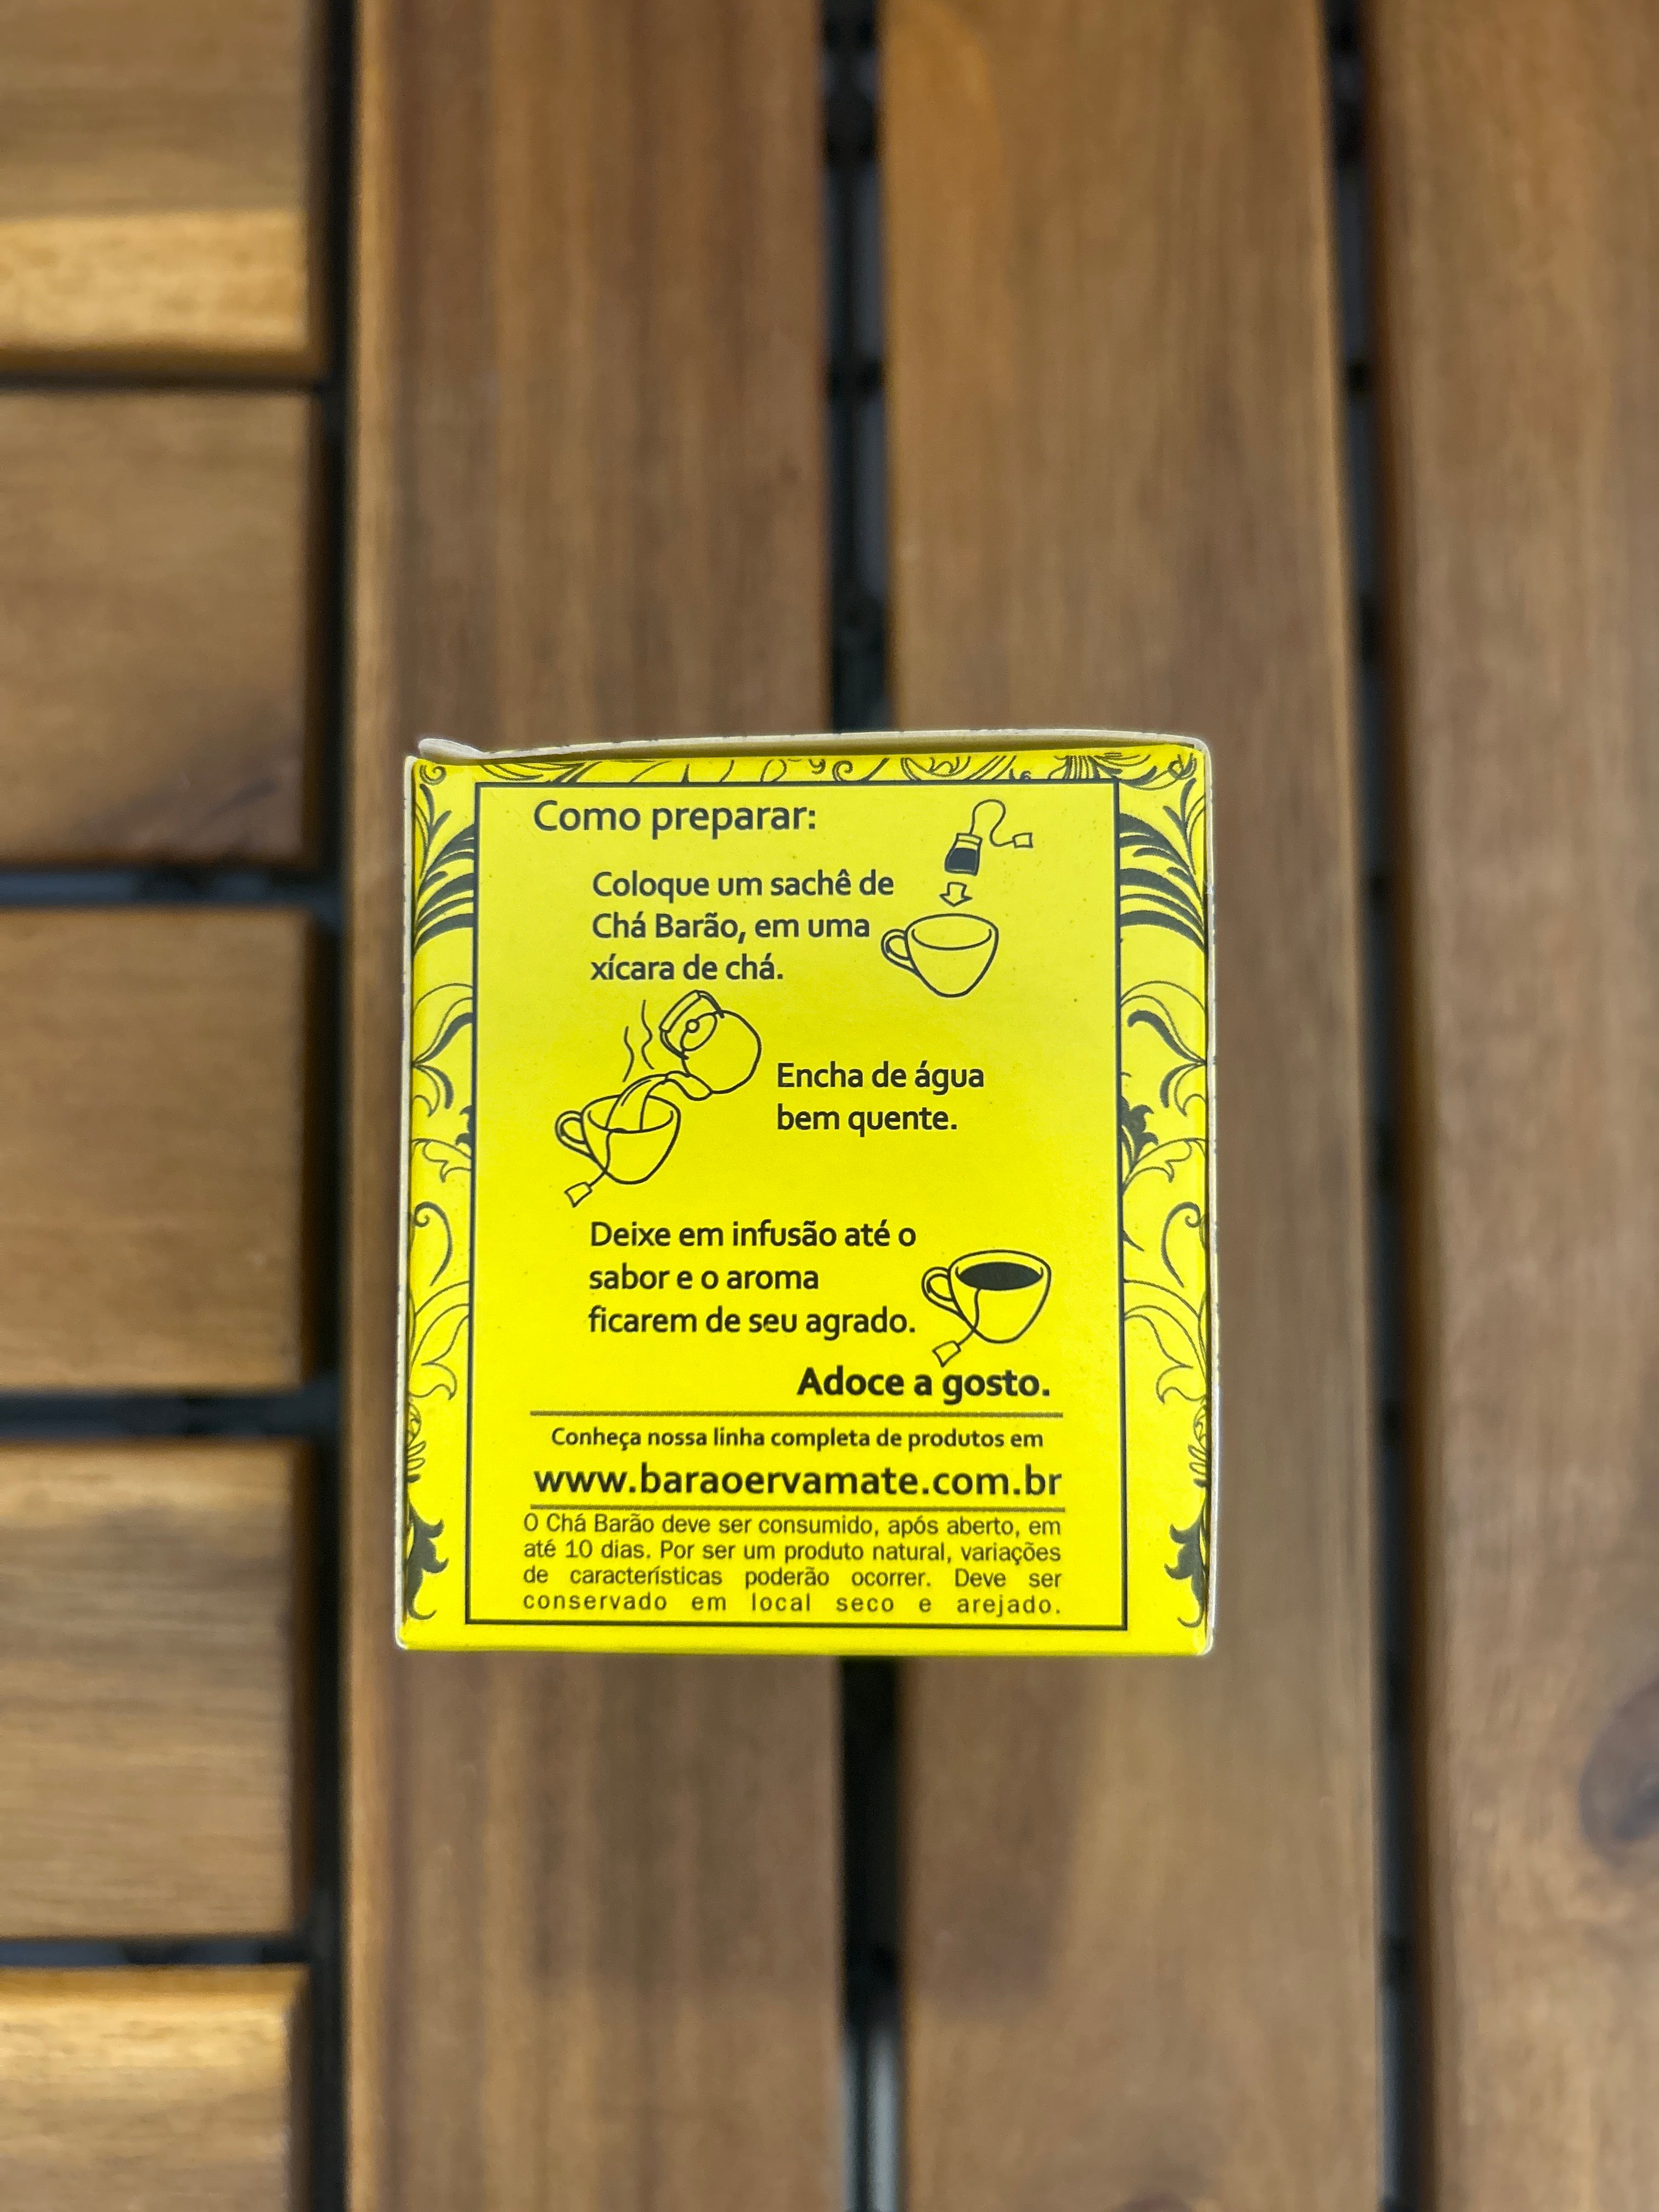 Como preparar:
Coloque um sachê de
Chá Barão, em uma
xícara de chá.
Encha de água
bem quente.
Deixe em infusão até o
sabor e o aroma
ficarem de seu agrado.
Adoce a gosto.
Conheça nossa linha completa de produtos em
www.baraoervamate.com.br
O Chá Barão deve ser consumido, após aberto, em
até 10 dias. Por ser um produto natural, variações
de características poderão ocorrer. Deve ser
conservado em local seco e arejado.